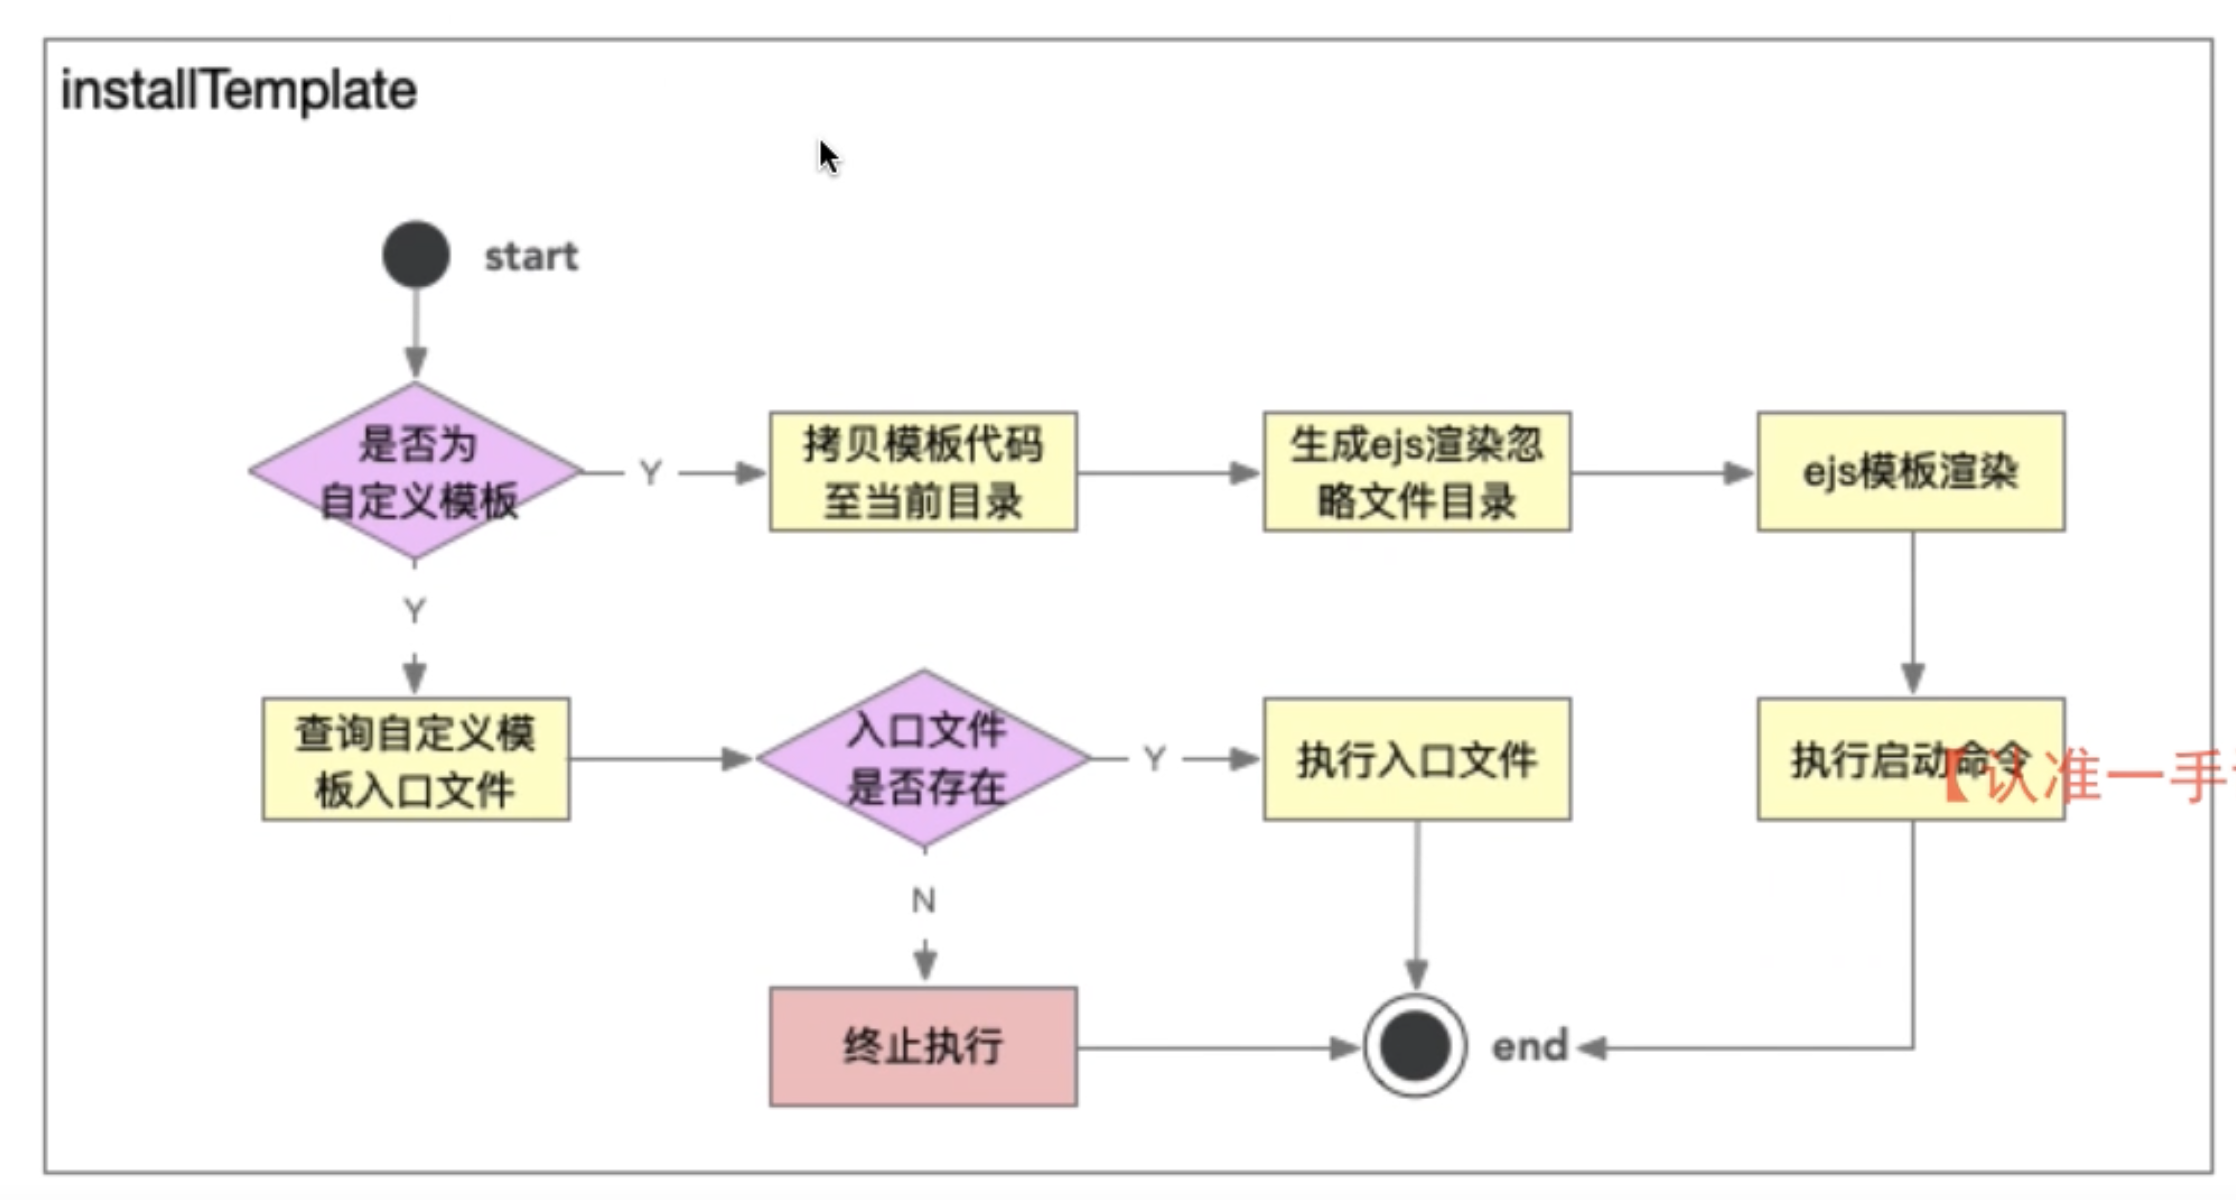 installTemplate
start
是否为
自定义模板
Y
拷贝模板代码
至当前目录
生成ejs渲染忽
略文件目录
ejs模板渲染
Y
查询自定义模
板入口文件
入口文件
是否存在
Y
执行入口文件
执行启动命令
【认准一手
N
终止执行
end